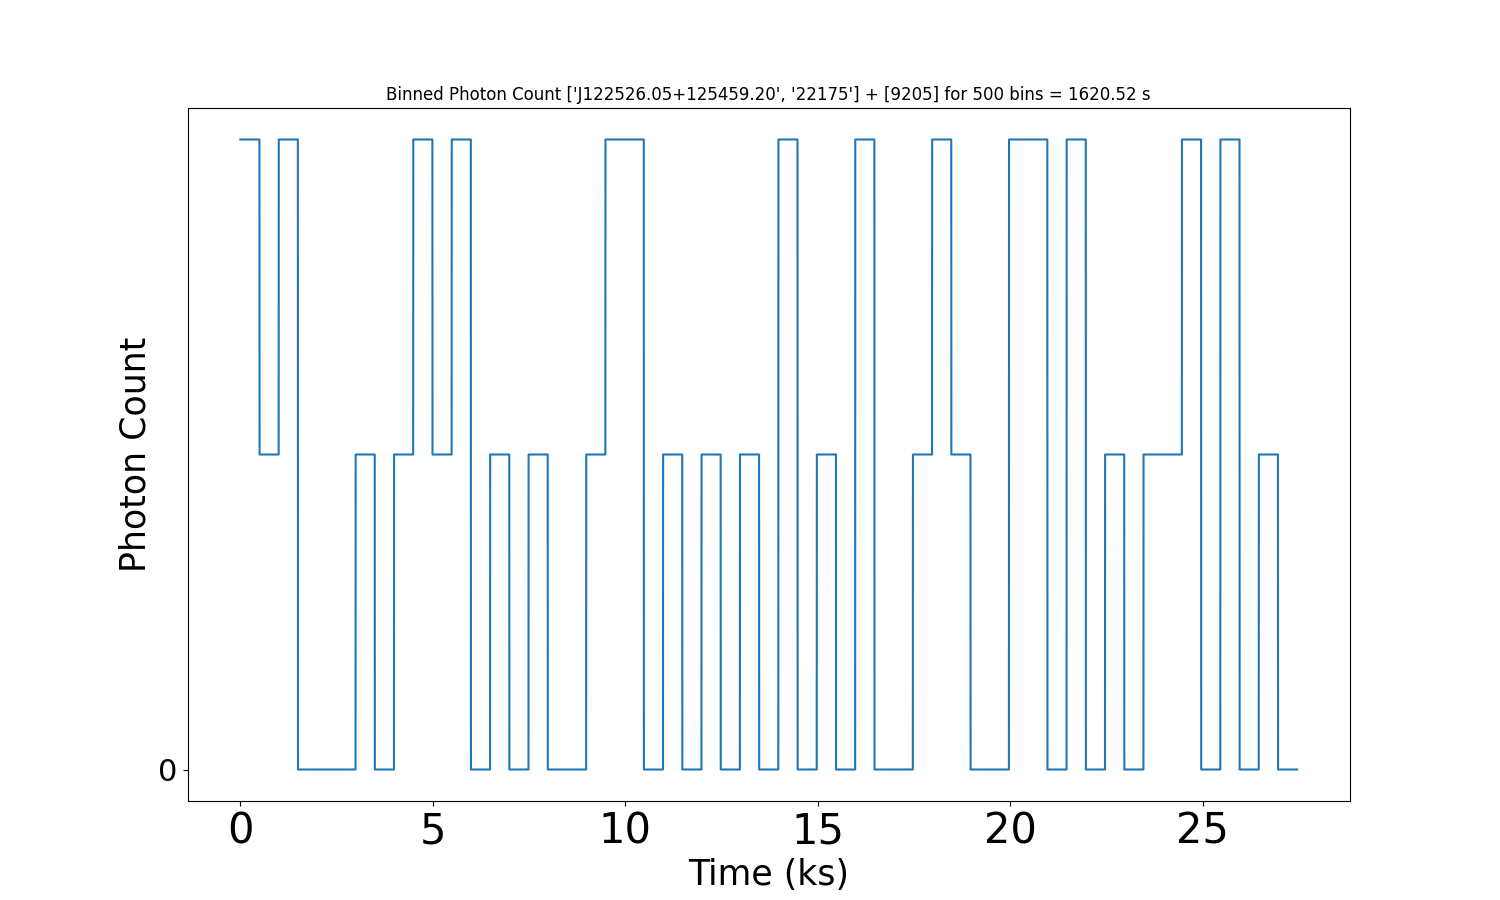 Binned Photon Count ['J122526.05+125459.20', '22175'] + [9205] for 500 bins = 1620.52 s
Photon Count
0
0 5 10 15 20 25
Time (ks)